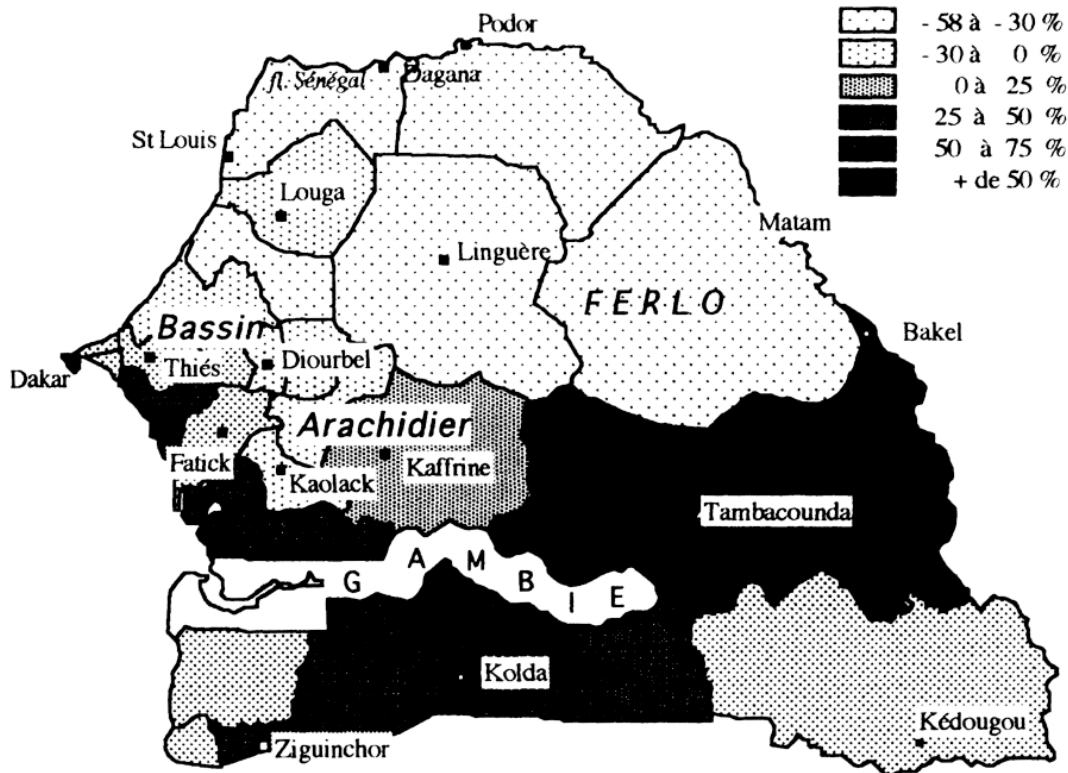 Podor
- 58 à - 30 %
- 30 à 0 %
0 à 25 %
25 à 50 %
50 à 75 %
+ de 50 %
fl. Sénégal
Dagana
St Louis
Louga
Matam
Linguère
FERLO
Bassin
Bakel
Dakar
Thiés
Diourbel
Arachidier
Fatick
Kaolack
Kaffrine
Tambacounda
G A M B I E
Kolda
Kédougou
Ziguinchor